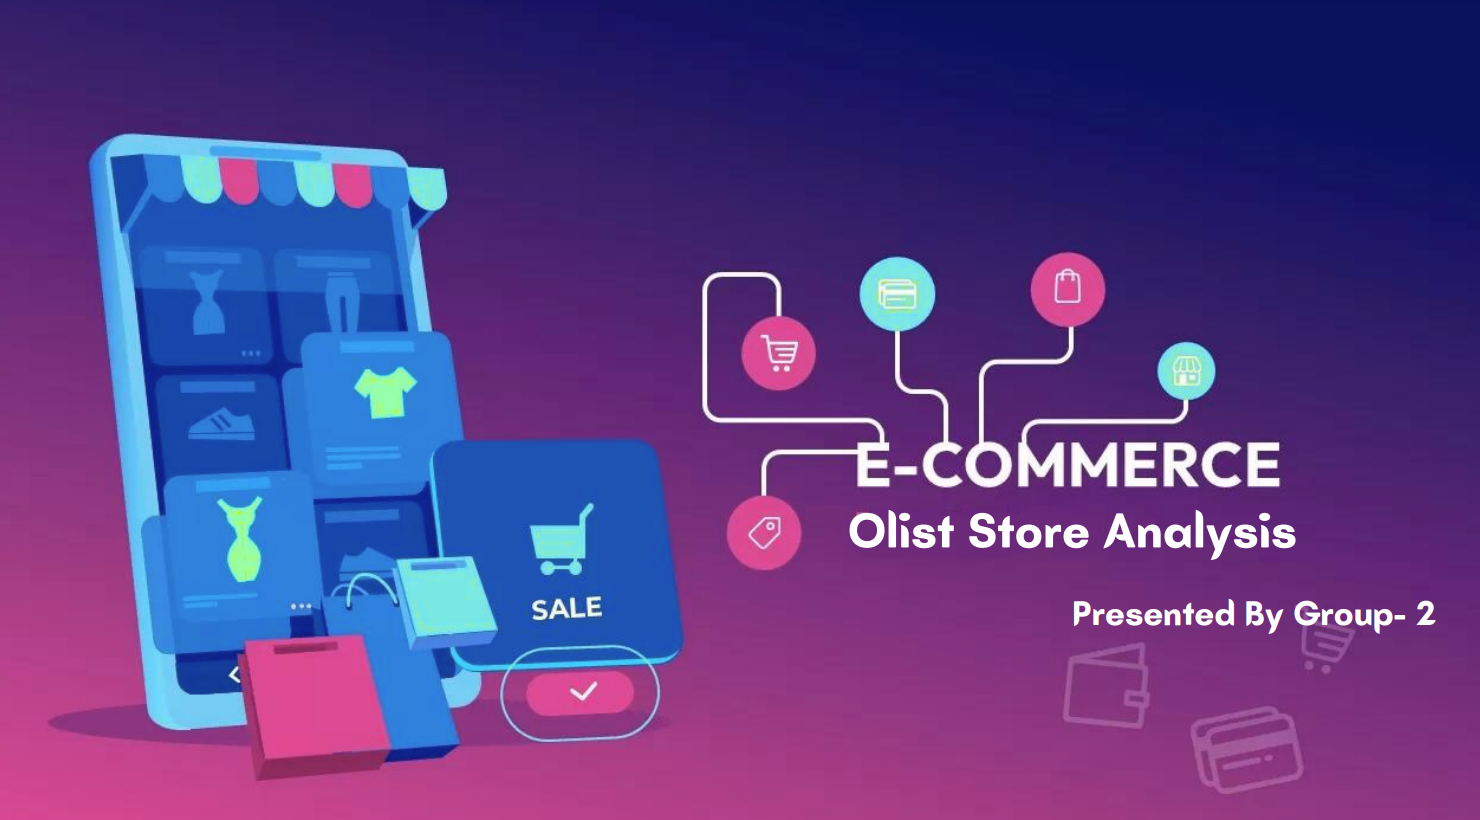 E-COMMERCE
Olist Store Analysis
Presented By Group- 2
SALE